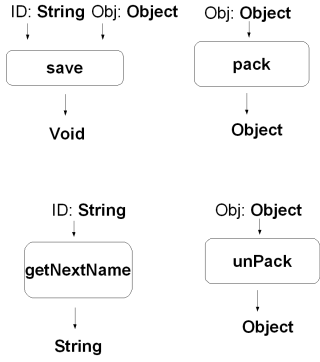 ID: String Obj: Object
save
Void
Obj: Object
pack
Object
ID: String
getNextName
String
Obj: Object
unPack
Object